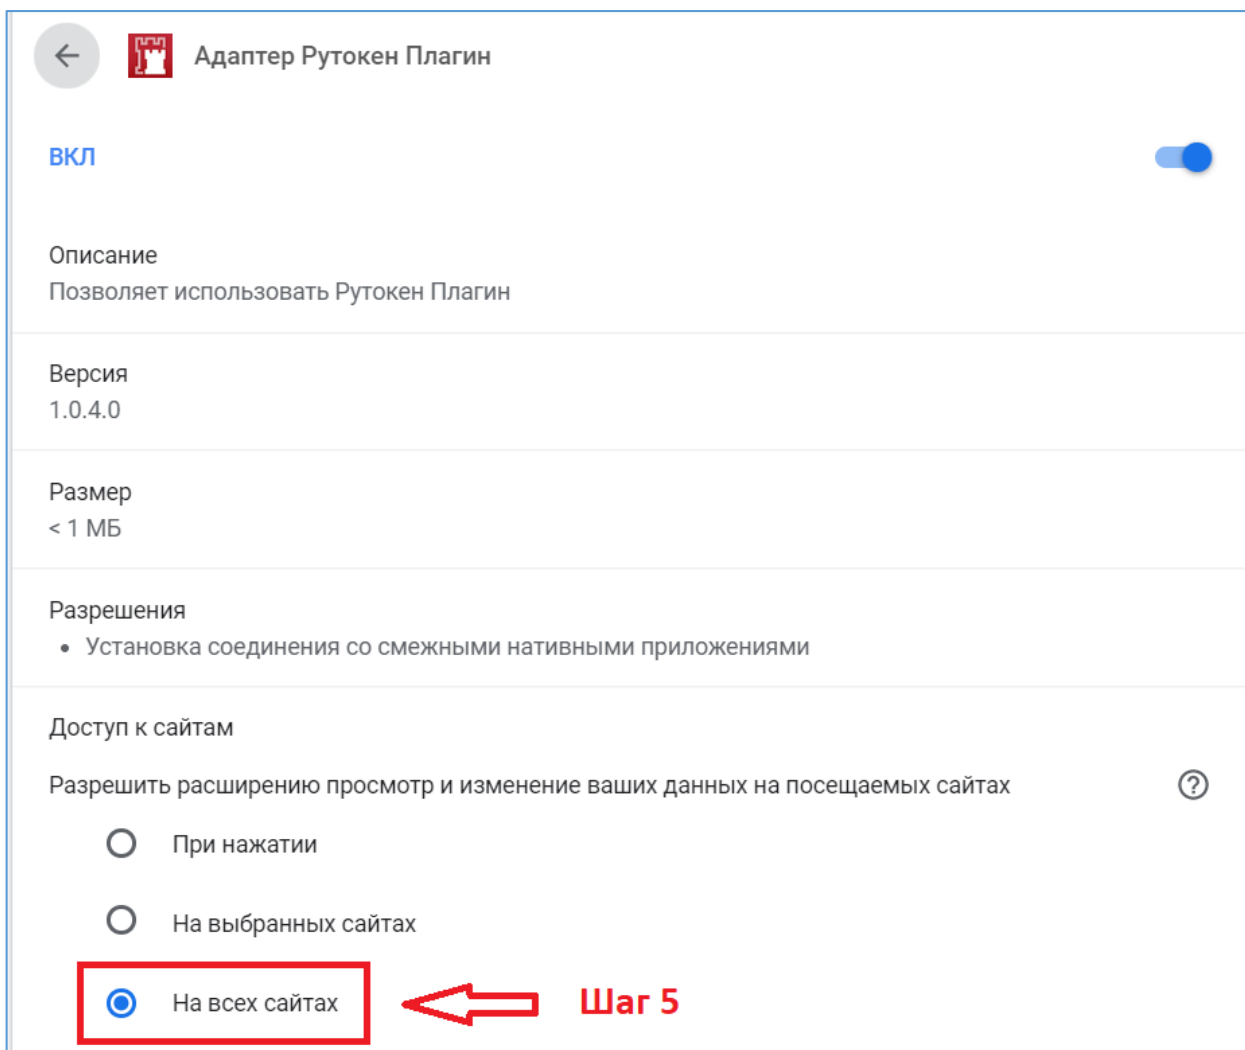 Адаптер Рутокен Плагин
ВКЛ
Описание
Позволяет использовать Рутокен Плагин
Версия
1.0.4.0
Размер
< 1 МБ
Разрешения
• Установка соединения со смежными нативными приложениями
Доступ к сайтам
Разрешить расширению просмотр и изменение ваших данных на посещаемых сайтах
При нажатии
На выбранных сайтах
На всех сайтах Шаг 5